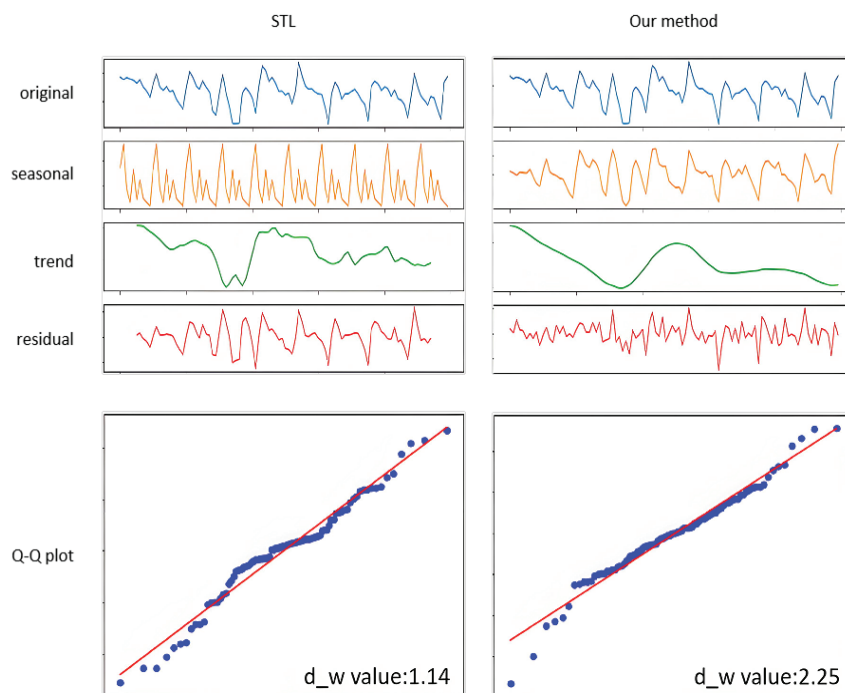 STL
Our method
original
seasonal
trend
residual
Q-Q plot
d_w value:1.14
d_w value:2.25